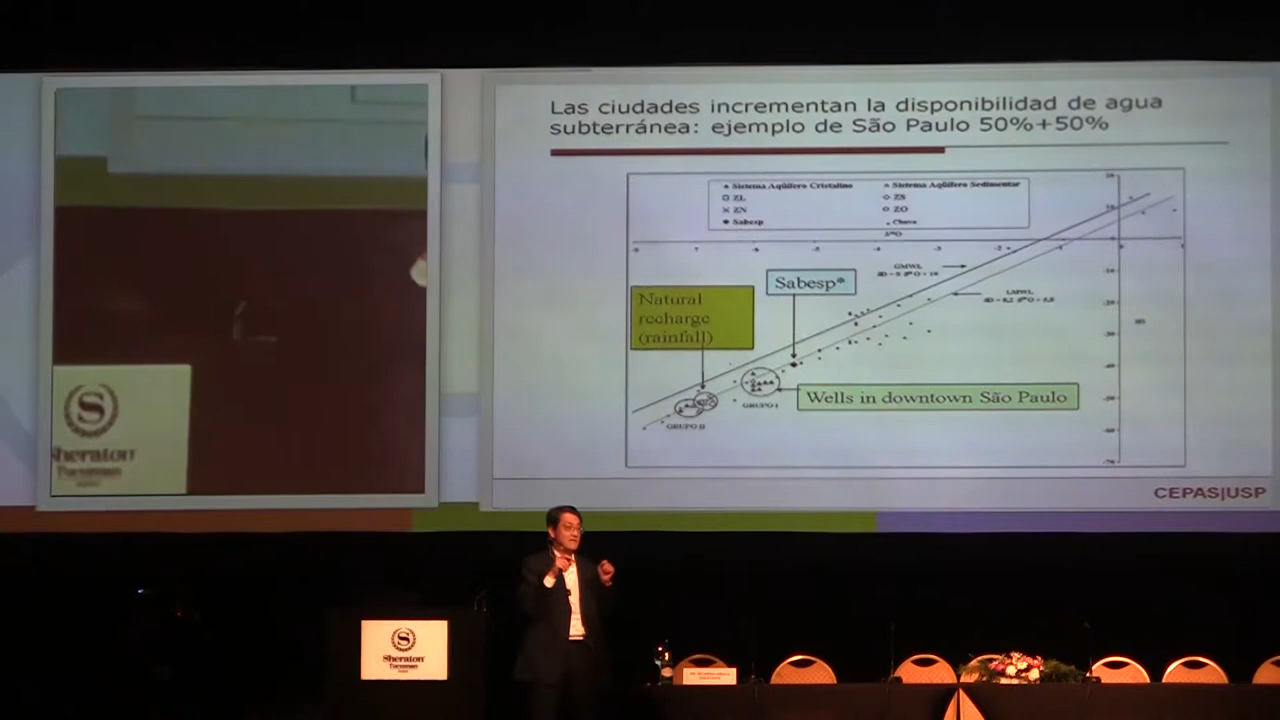 Las ciudades incrementan la disponibilidad de agua
subterránea: ejemplo de São Paulo 50%+50%
Sistema Aqüífero Cristalino
Sistema Aqüífero Sedimentar
ZL
ZS
ZN
ZO
Sabesp
Chuva
GMWL
Sabesp*
Natural
recharge
(rainfall)
Wells in downtown São Paulo
GRUPO I
GRUPO II
CEPAS|USP
S
Sheraton
Tucuman
S
Sheraton
Tucuman